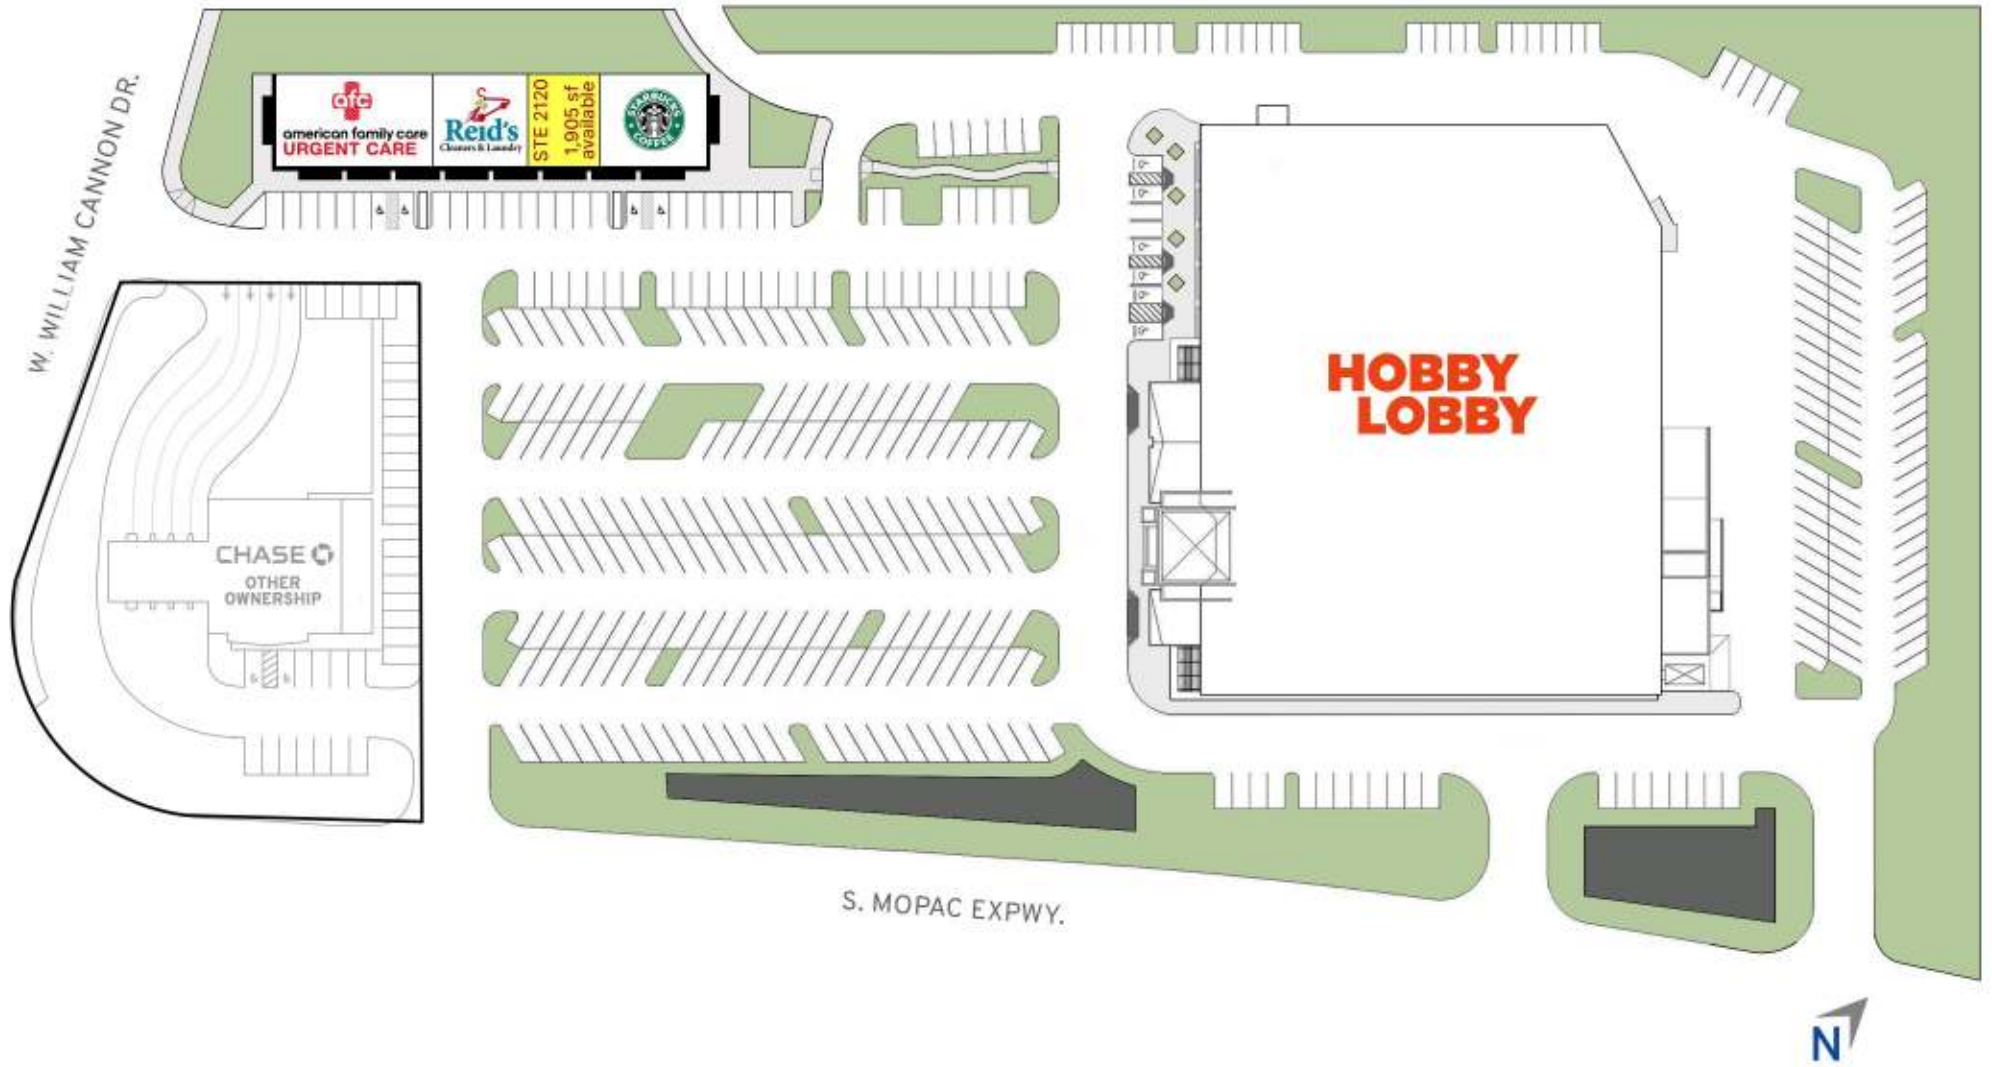 W. WILLIAM CANNON DR.
afc
american family care
URGENT CARE
Reid's
Cleaners & Laundry
STE 2120
1,905 sf
available
STARBUCKS
COFFEE
HOBBY
LOBBY
CHASE
OTHER
OWNERSHIP
S. MOPAC EXPWY.
N